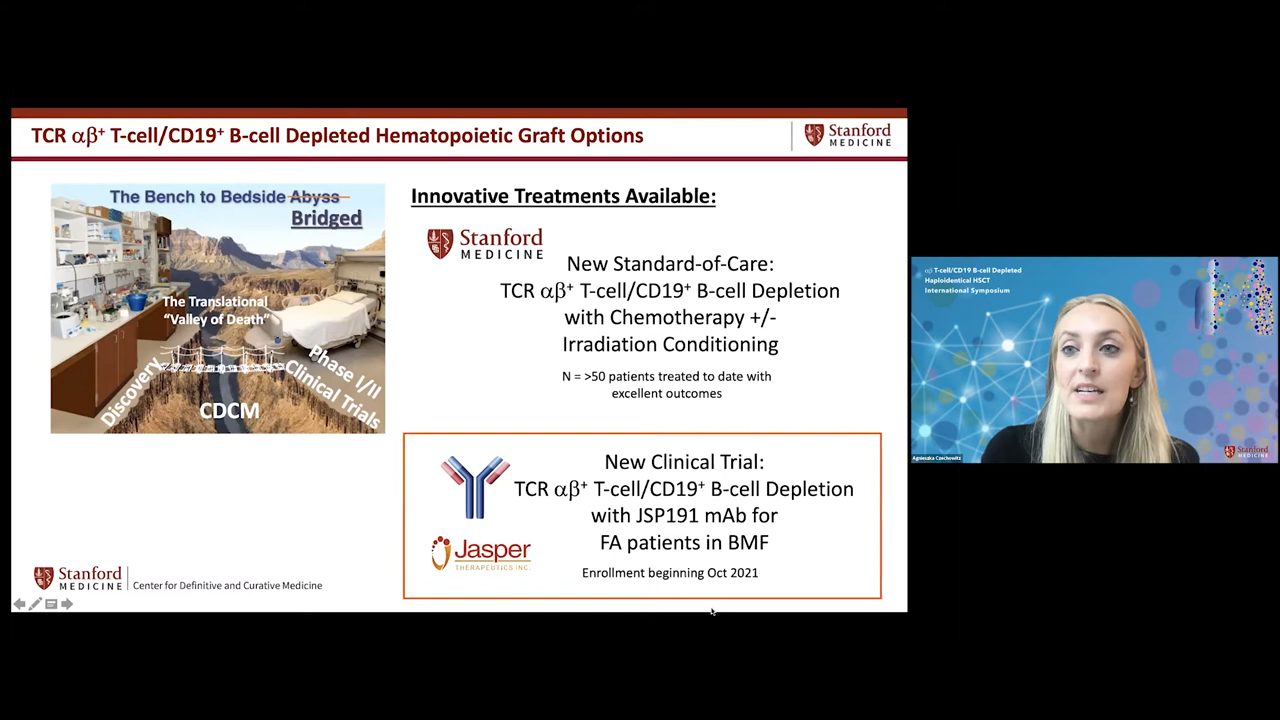 TCR αβ⁺ T-cell/CD19⁺ B-cell Depleted Hematopoietic Graft Options
Stanford
MEDICINE
The Bench to Bedside Abyss
Bridged
The Translational
“Valley of Death”
Discovery
CDCM
Phase I/II
Clinical Trials
Innovative Treatments Available:
Stanford
MEDICINE
New Standard-of-Care:
TCR αβ⁺ T-cell/CD19⁺ B-cell Depletion
with Chemotherapy +/-
Irradiation Conditioning
N = >50 patients treated to date with
excellent outcomes
New Clinical Trial:
TCR αβ⁺ T-cell/CD19⁺ B-cell Depletion
with JSP191 mAb for
FA patients in BMF
Enrollment beginning Oct 2021
Jasper
THERAPEUTICS INC.
Stanford
MEDICINE
Center for Definitive and Curative Medicine
αβ T-cell/CD19 B-cell Depleted
Haploidentical HSCT
International Symposium
Agnieszka Czechowicz
Stanford
MEDICINE